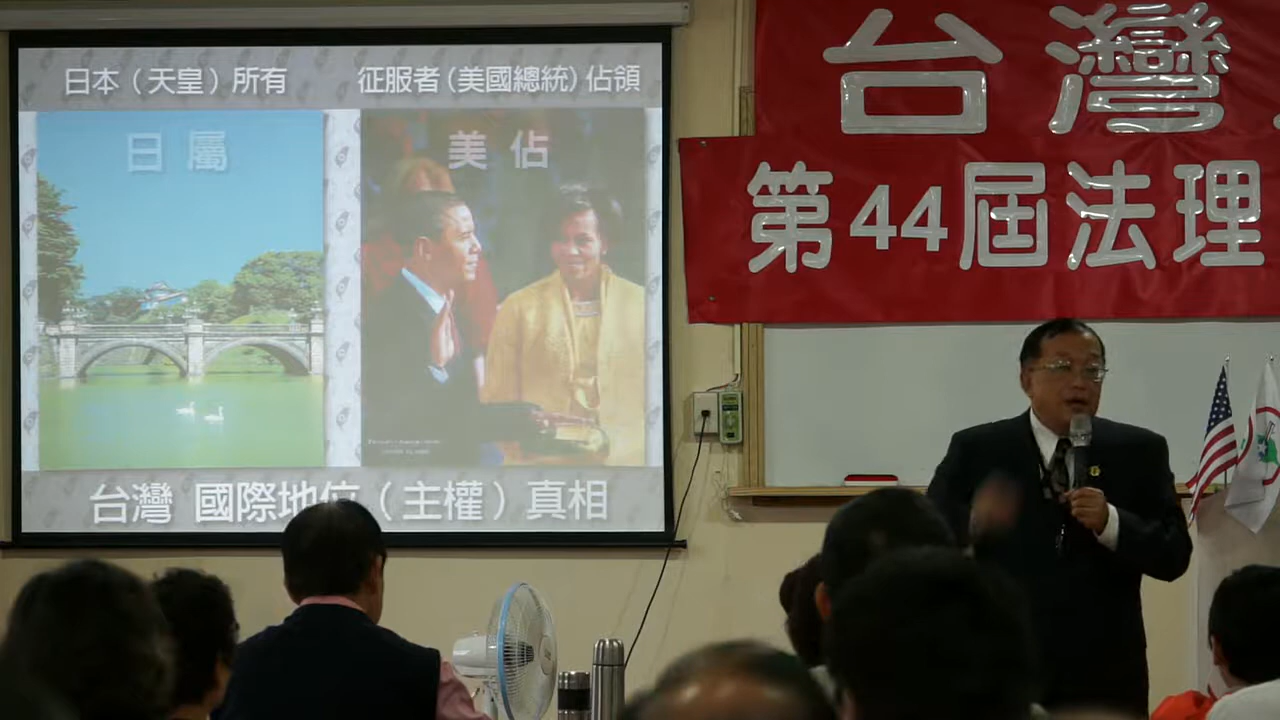 日本（天皇）所有
征服者（美國總統）佔領
日屬
美佔
台灣 國際地位（主權）真相
台灣
第44屆法理